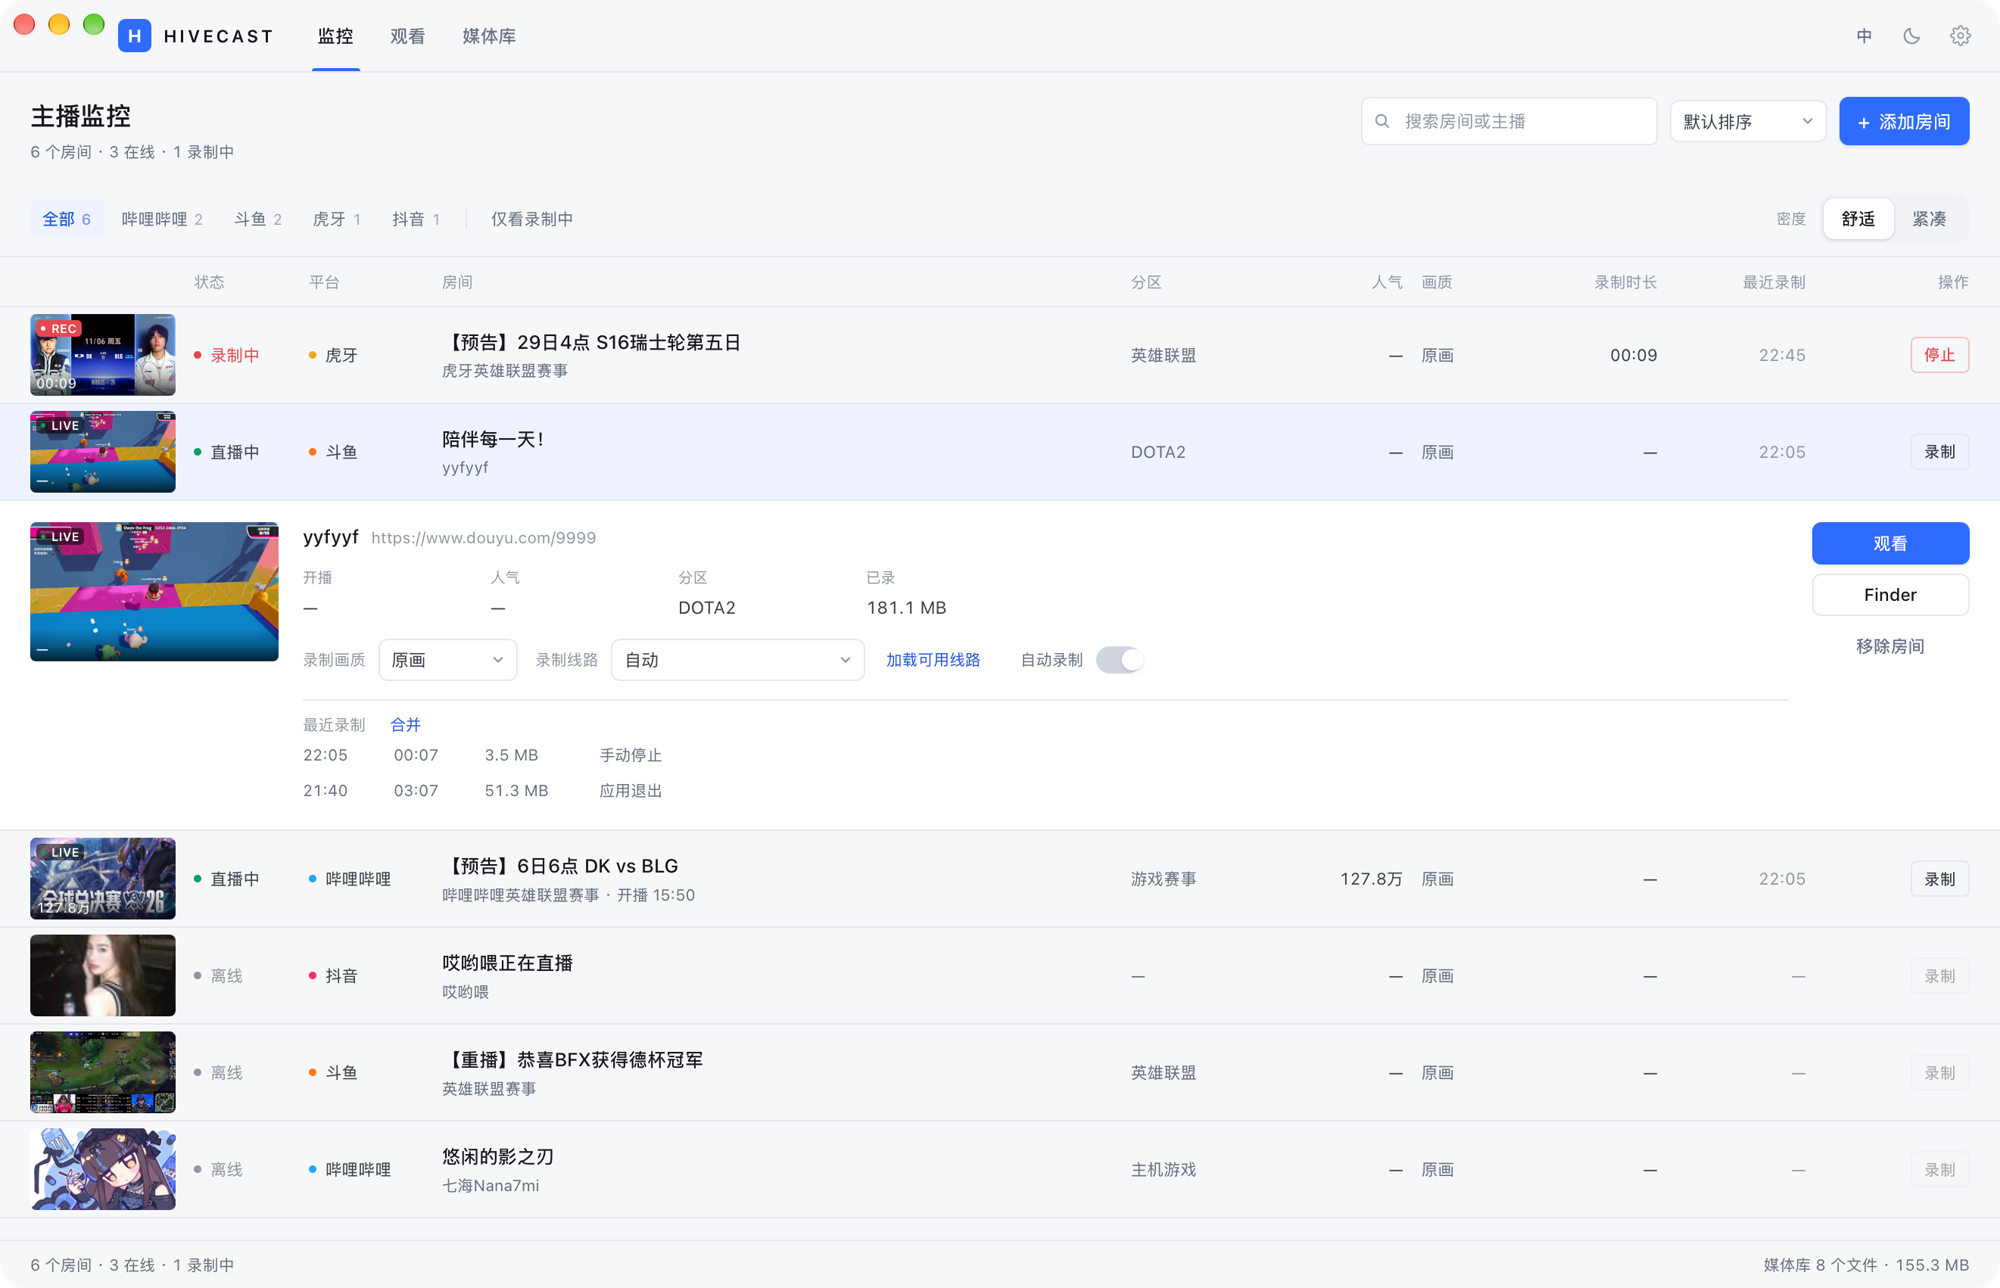 H HIVECAST 监控 观看 媒体库 中
主播监控
6 个房间 · 3 在线 · 1 录制中
搜索房间或主播 默认排序 + 添加房间
全部 6 哔哩哔哩 2 斗鱼 2 虎牙 1 抖音 1 仅看录制中 密度 舒适 紧凑
状态 平台 房间 分区 人气 画质 录制时长 最近录制 操作
REC
11/06 周五
DK BLG
00:09
录制中 虎牙 【预告】29日4点 S16瑞士轮第五日 英雄联盟 — 原画 00:09 22:45 停止
虎牙英雄联盟赛事
LIVE
—
直播中 斗鱼 陪伴每一天! DOTA2 — 原画 — 22:05 录制
yyfyyf
LIVE
—
yyfyyf https://www.douyu.com/9999 观看
开播 人气 分区 已录
— — DOTA2 181.1 MB
Finder
移除房间
录制画质 原画 录制线路 自动 加载可用线路 自动录制
最近录制 合并
22:05 00:07 3.5 MB 手动停止
21:40 03:07 51.3 MB 应用退出
LIVE
全球总决赛 26
127.8万
直播中 哔哩哔哩 【预告】6日6点 DK vs BLG 游戏赛事 127.8万 原画 — 22:05 录制
哔哩哔哩英雄联盟赛事 · 开播 15:50
离线 抖音 哎哟喂正在直播 — — 原画 — — 录制
哎哟喂
离线 斗鱼 【重播】恭喜BFX获得德杯冠军 英雄联盟 — 原画 — — 录制
英雄联盟赛事
离线 哔哩哔哩 悠闲的影之刃 主机游戏 — 原画 — — 录制
七海Nana7mi
6 个房间 · 3 在线 · 1 录制中 媒体库 8 个文件 · 155.3 MB